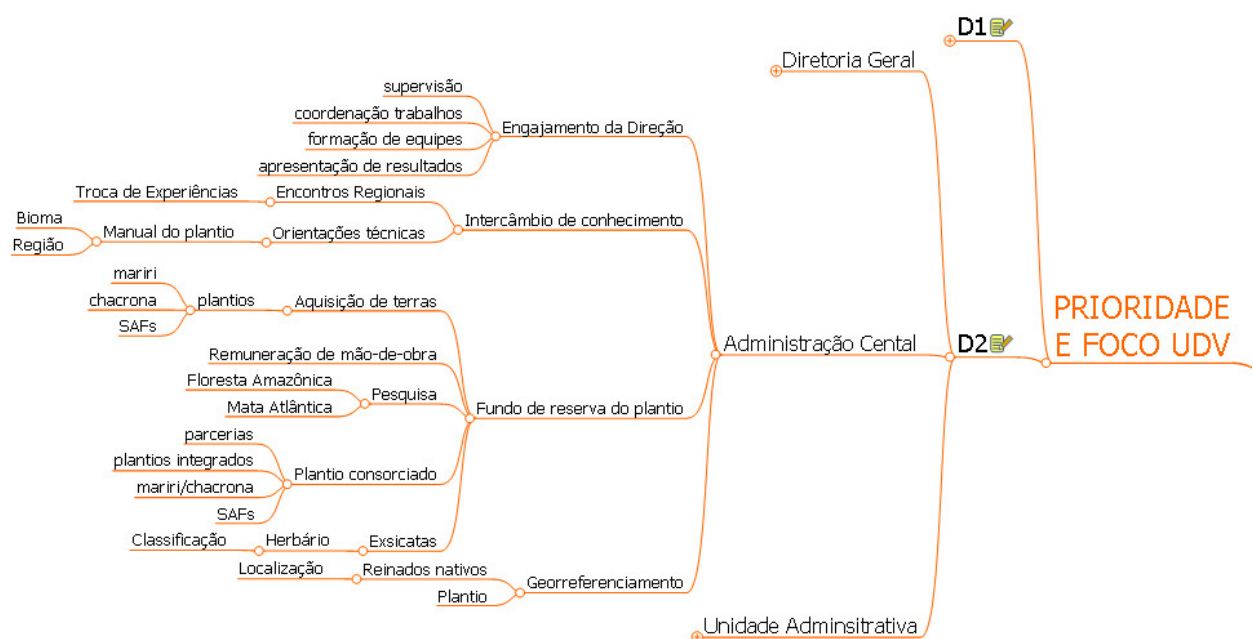 D1
Diretoria Geral
supervisão
coordenação trabalhos
Engajamento da Direção
formação de equipes
apresentação de resultados
Troca de Experiências
Encontros Regionais
Bioma
Intercâmbio de conhecimento
Manual do plantio
Orientações técnicas
Região
mariri
chacrona
plantios
Aquisição de terras
SAFs
PRIORIDADE
E FOCO UDV
Administração Cental
D2
Remuneração de mão-de-obra
Floresta Amazônica
Pesquisa
Mata Atlântica
Fundo de reserva do plantio
parcerias
plantios integrados
Plantio consorciado
mariri/chacrona
SAFs
Classificação
Herbário
Exsicatas
Localização
Reinados nativos
Georreferenciamento
Plantio
Unidade Adminsitrativa